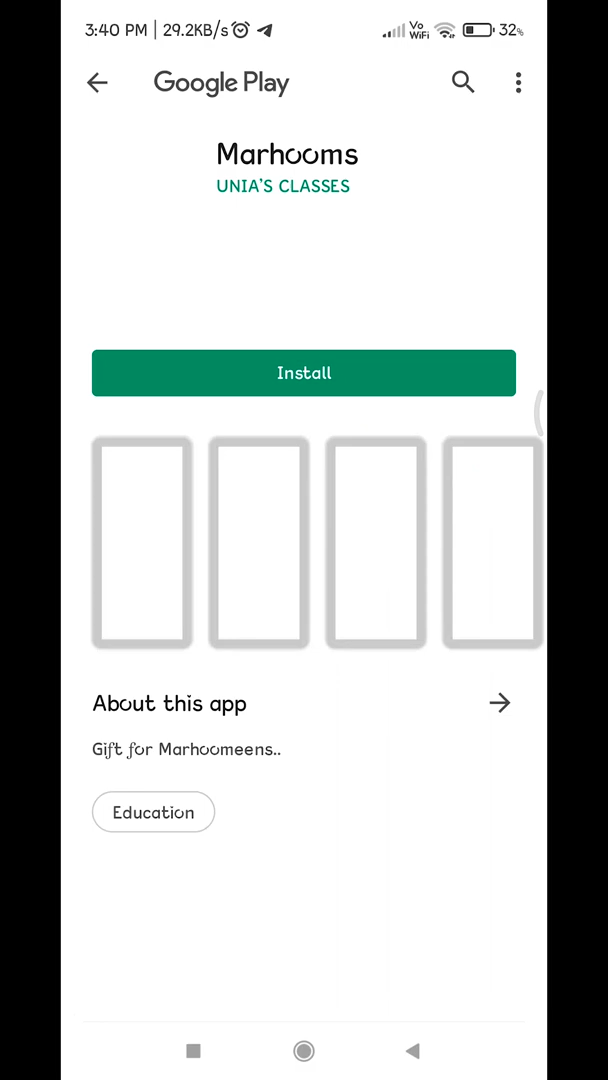 3:40 PM | 29.2KB/s Vo WiFi 32%
Google Play
Marhooms
UNIA'S CLASSES
Install
About this app
Gift for Marhoomeens..
Education